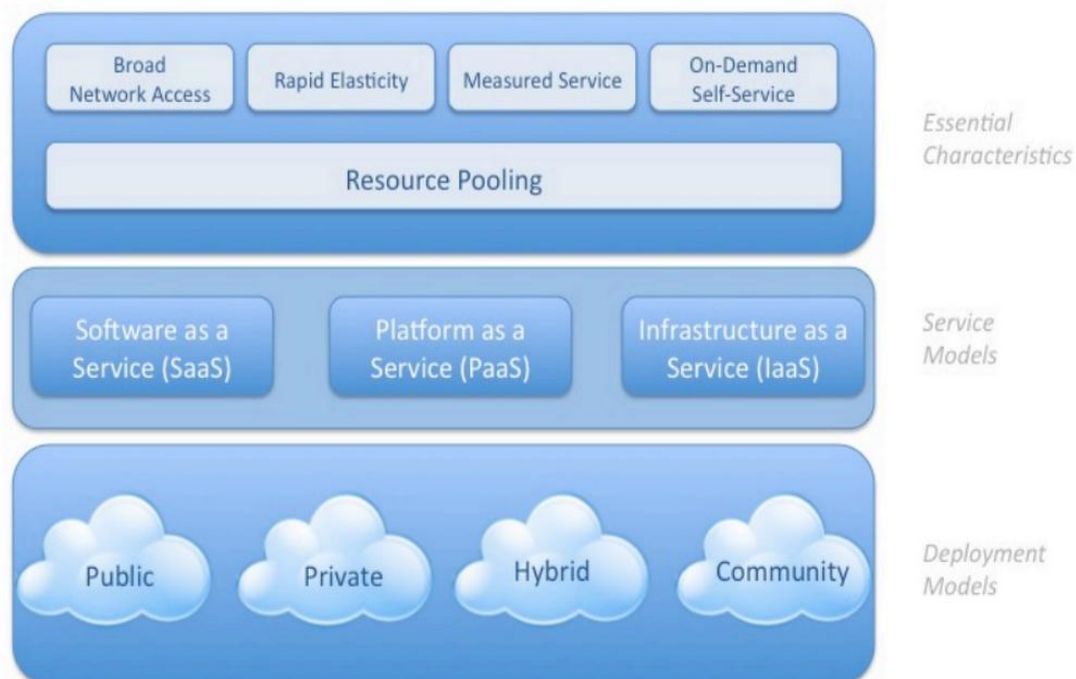 Broad
Network Access
Rapid Elasticity
Measured Service
On-Demand
Self-Service
Resource Pooling
Essential
Characteristics
Software as a
Service (SaaS)
Platform as a
Service (PaaS)
Infrastructure as a
Service (IaaS)
Service
Models
Public
Private
Hybrid
Community
Deployment
Models